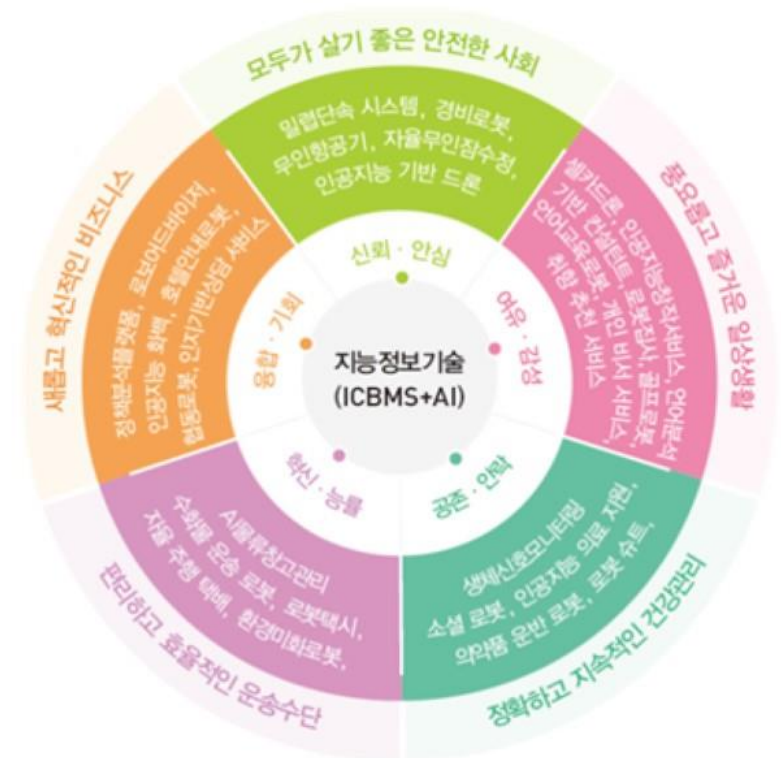 모두가 살기 좋은 안전한 사회
밀렵단속 시스템, 경비로봇,
무인항공기, 자율무인잠수정,
인공지능 기반 드론
신뢰·안심
풍요롭고 즐거운 일상생활
셀카드론, 인공지능창작서비스, 언어분석
기반 컨설턴트, 로봇집사, 골프로봇,
언어교육로봇, 개인 비서 서비스,
취향 추천 서비스
여유·감성
정확하고 지속적인 건강관리
생체신호모니터링
소셜 로봇, 인공지능 의료 지원,
의약품 운반 로봇, 로봇 슈트,
공존·안락
편리하고 효율적인 운송수단
AI물류창고관리
수화물 운송 로봇, 로봇택시,
자율 주행 택배, 환경미화로봇,
혁신·능률
새롭고 혁신적인 비즈니스
정책분석플랫폼, 로보어드바이저,
인공지능 화백, 호텔안내로봇,
협동로봇, 인지기반상담 서비스
융합·기회
지능정보기술
(ICBMS+AI)